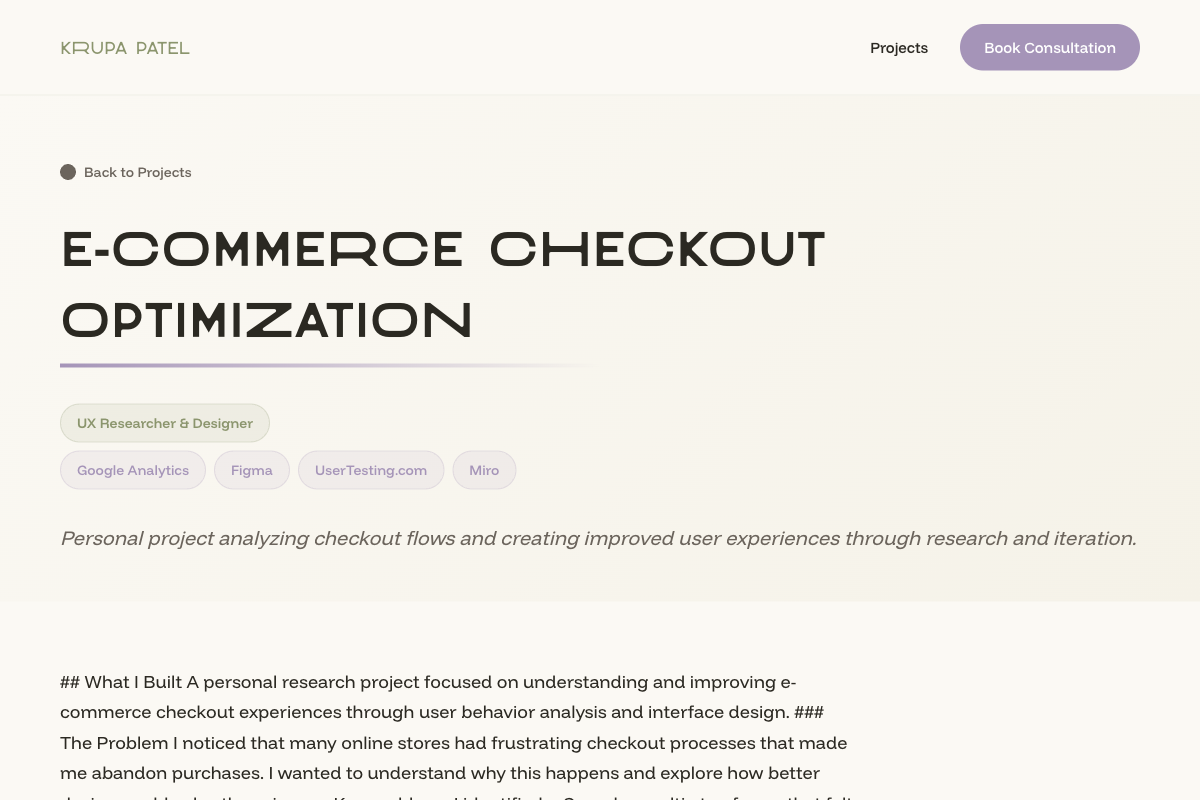 KRUPA PATEL
Projects
Book Consultation
Back to Projects
E-COMMERCE CHECKOUT
OPTIMIZATION
UX Researcher & Designer
Google Analytics
Figma
UserTesting.com
Miro
Personal project analyzing checkout flows and creating improved user experiences through research and iteration.
## What I Built A personal research project focused on understanding and improving e-
commerce checkout experiences through user behavior analysis and interface design. ###
The Problem I noticed that many online stores had frustrating checkout processes that made
me abandon purchases. I wanted to understand why this happens and explore how better